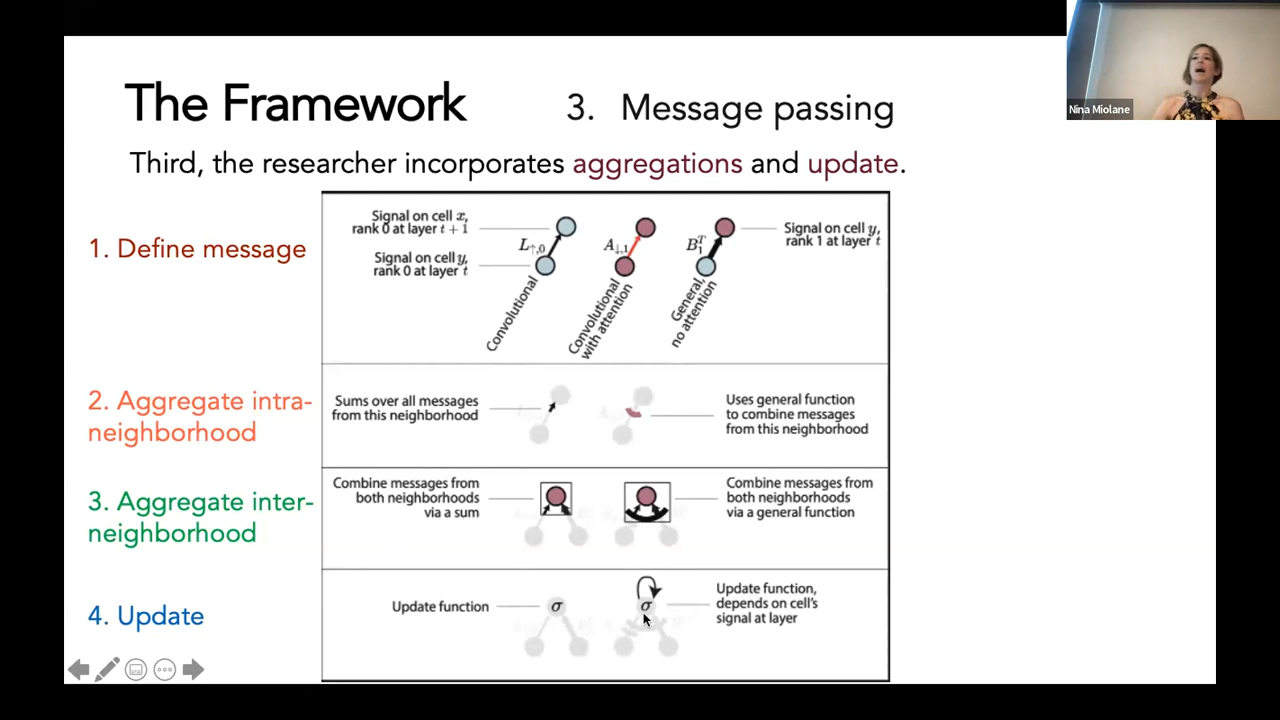 Nina Miolane
The Framework
3. Message passing
Third, the researcher incorporates aggregations and update.
1. Define message
Signal on cell x,
rank 0 at layer t + 1
Signal on cell y,
rank 0 at layer t
L↑,0
A↓,1
B₁ᵀ
Signal on cell y,
rank 1 at layer t
Convolutional
Convolutional
with attention
General,
no attention
2. Aggregate intra-
neighborhood
Sums over all messages
from this neighborhood
Uses general function
to combine messages
from this neighborhood
3. Aggregate inter-
neighborhood
Combine messages from
both neighborhoods
via a sum
Combine messages from
both neighborhoods
via a general function
4. Update
Update function
σ
σ
Update function,
depends on cell's
signal at layer